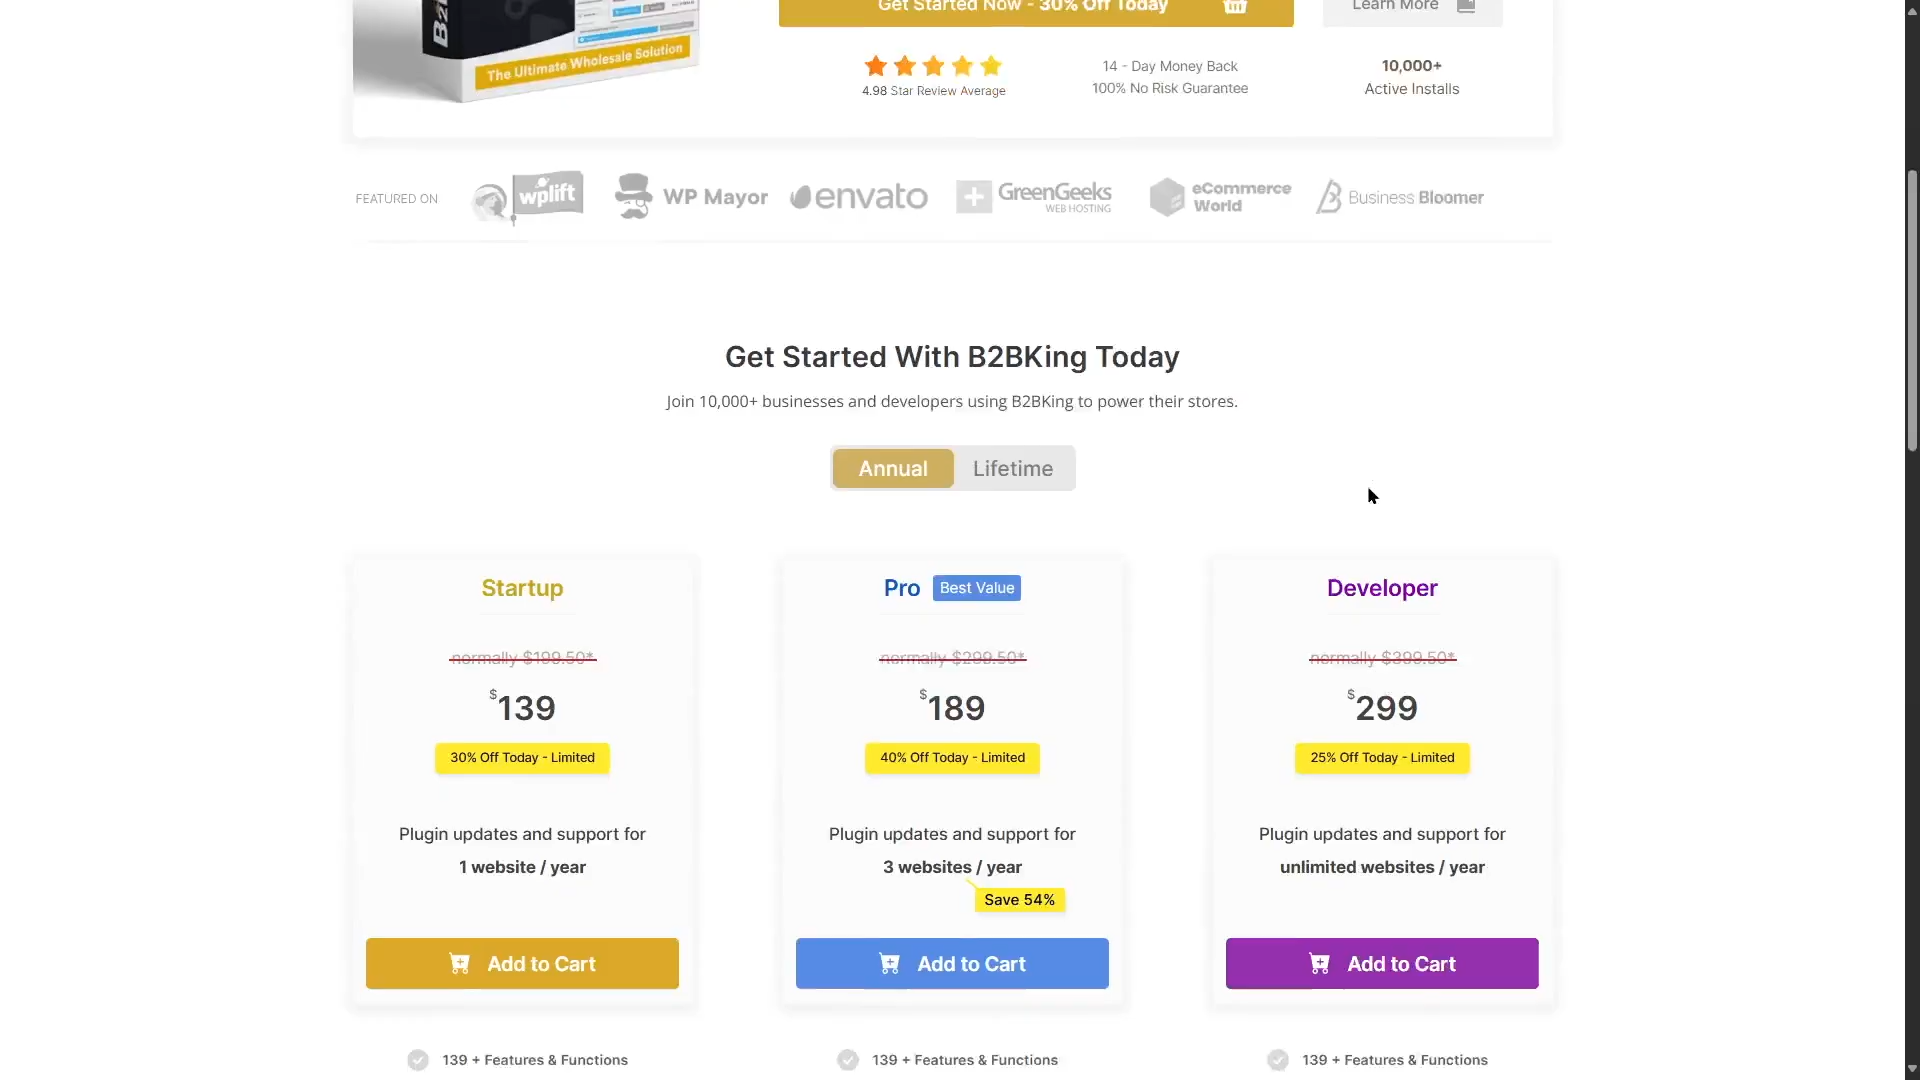 Get Started Now - 30% Off Today
Learn More
The Ultimate Wholesale Solution
4.98 Star Review Average
14 - Day Money Back
100% No Risk Guarantee
10,000+
Active Installs
FEATURED ON
wplift
WP Mayor
envato
GreenGeeks
WEB HOSTING
eCommerce
World
Business Bloomer
Get Started With B2BKing Today
Join 10,000+ businesses and developers using B2BKing to power their stores.
Annual
Lifetime
Startup
normally $199.50*
$139
30% Off Today - Limited
Plugin updates and support for
1 website / year
Add to Cart
139 + Features & Functions
Pro
Best Value
normally $299.50*
$189
40% Off Today - Limited
Plugin updates and support for
3 websites / year
Save 54%
Add to Cart
139 + Features & Functions
Developer
normally $399.50*
$299
25% Off Today - Limited
Plugin updates and support for
unlimited websites / year
Add to Cart
139 + Features & Functions